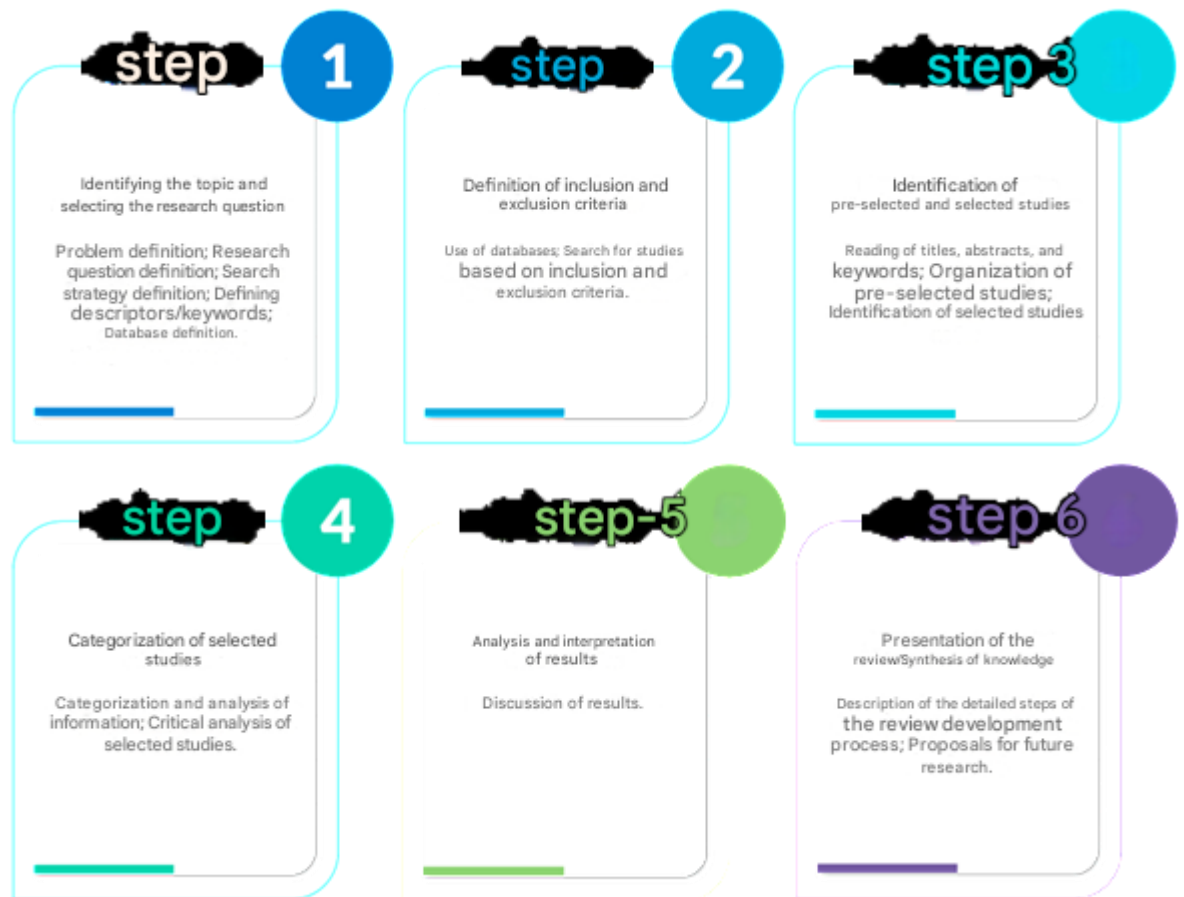 step 1
Identifying the topic and
selecting the research question
Problem definition; Research
question definition; Search
strategy definition; Defining
descriptors/keywords;
Database definition.
step 2
Definition of inclusion and
exclusion criteria
Use of databases; Search for studies
based on inclusion and
exclusion criteria.
step 3
Identification of
pre-selected and selected studies
Reading of titles, abstracts, and
keywords; Organization of
pre-selected studies;
Identification of selected studies
step 4
Categorization of selected
studies
Categorization and analysis of
information; Critical analysis of
selected studies.
step-5
Analysis and interpretation
of results
Discussion of results.
step 6
Presentation of the
review/Synthesis of knowledge
Description of the detailed steps of
the review development
process; Proposals for future
research.